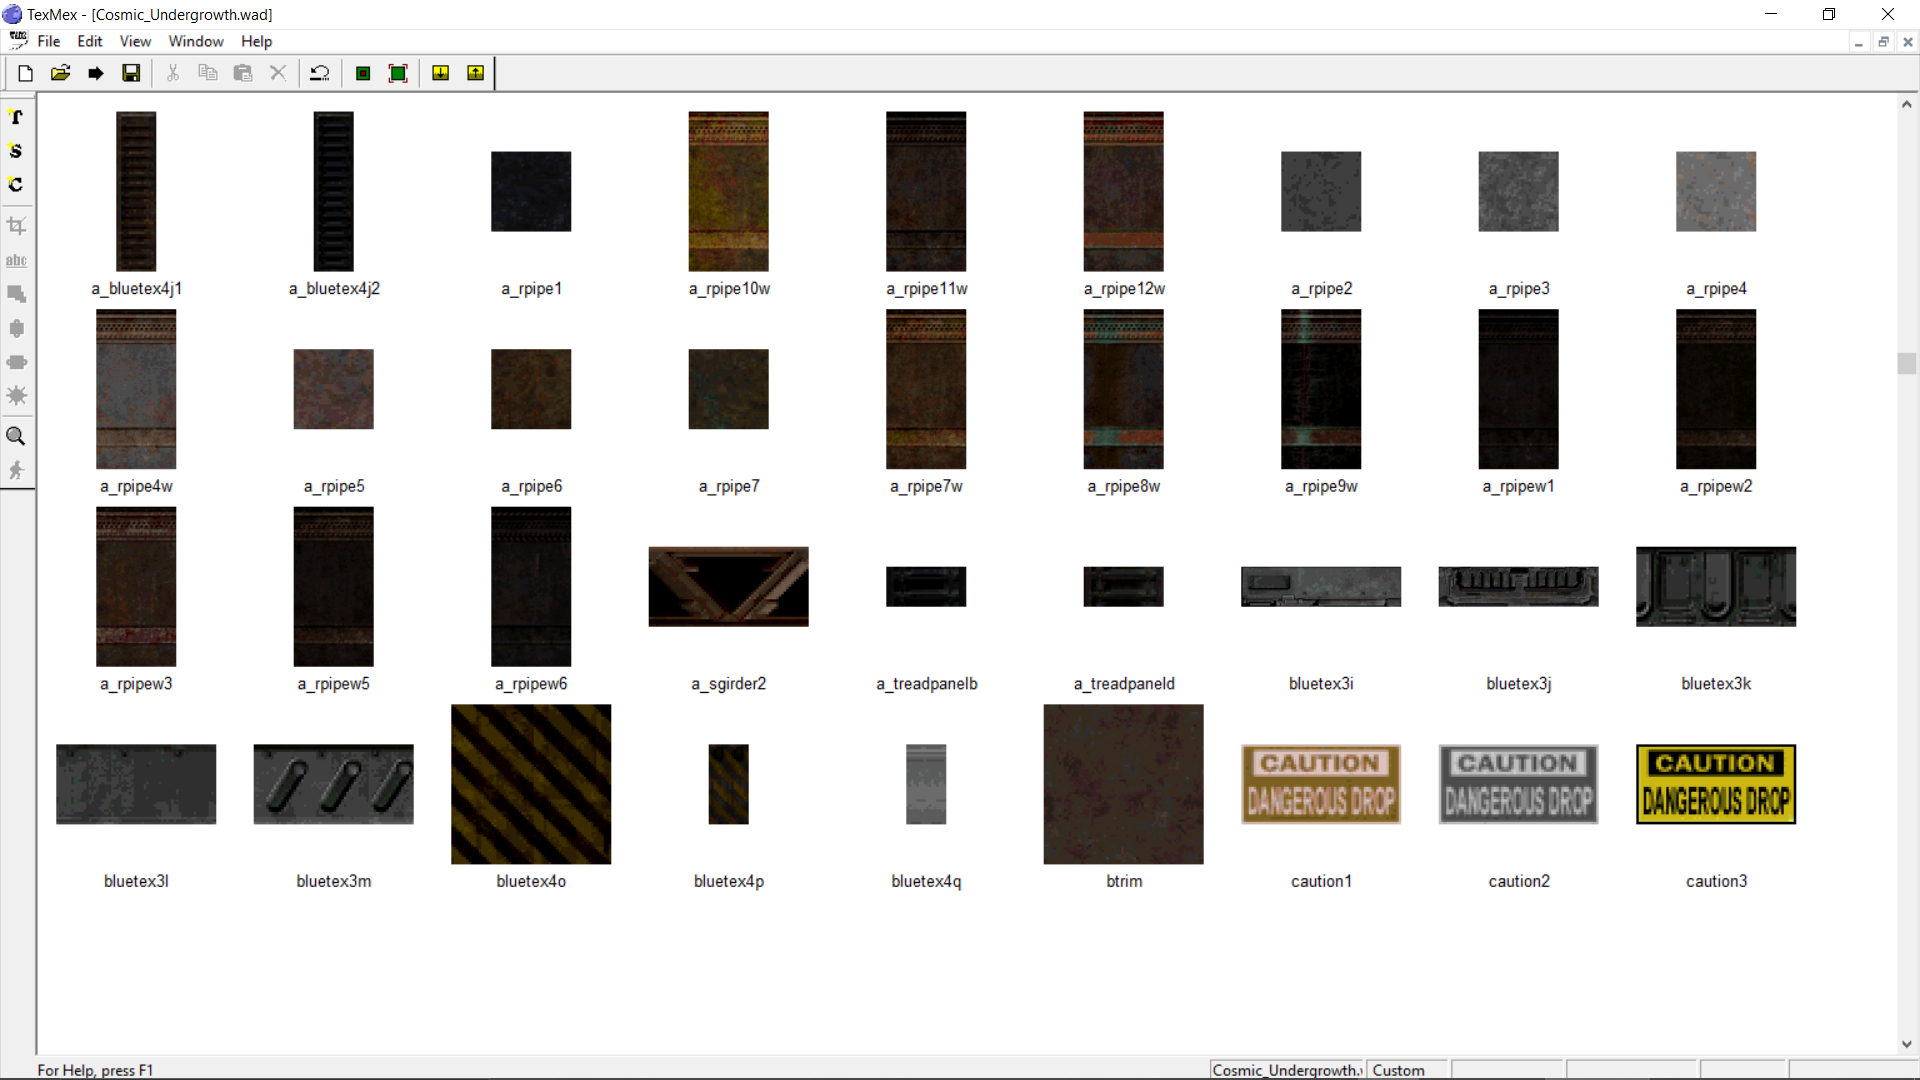 TexMex - [Cosmic_Undergrowth.wad]
File Edit View Window Help
T
S
C
abc
a_bluetex4j1 a_bluetex4j2 a_rpipe1 a_rpipe10w a_rpipe11w a_rpipe12w a_rpipe2 a_rpipe3 a_rpipe4
a_rpipe4w a_rpipe5 a_rpipe6 a_rpipe7 a_rpipe7w a_rpipe8w a_rpipe9w a_rpipew1 a_rpipew2
a_rpipew3 a_rpipew5 a_rpipew6 a_sgirder2 a_treadpanelb a_treadpaneld bluetex3i bluetex3j bluetex3k
CAUTION CAUTION CAUTION
DANGEROUS DROP DANGEROUS DROP DANGEROUS DROP
bluetex3l bluetex3m bluetex4o bluetex4p bluetex4q btrim caution1 caution2 caution3
For Help, press F1 Cosmic_Undergrowth. Custom